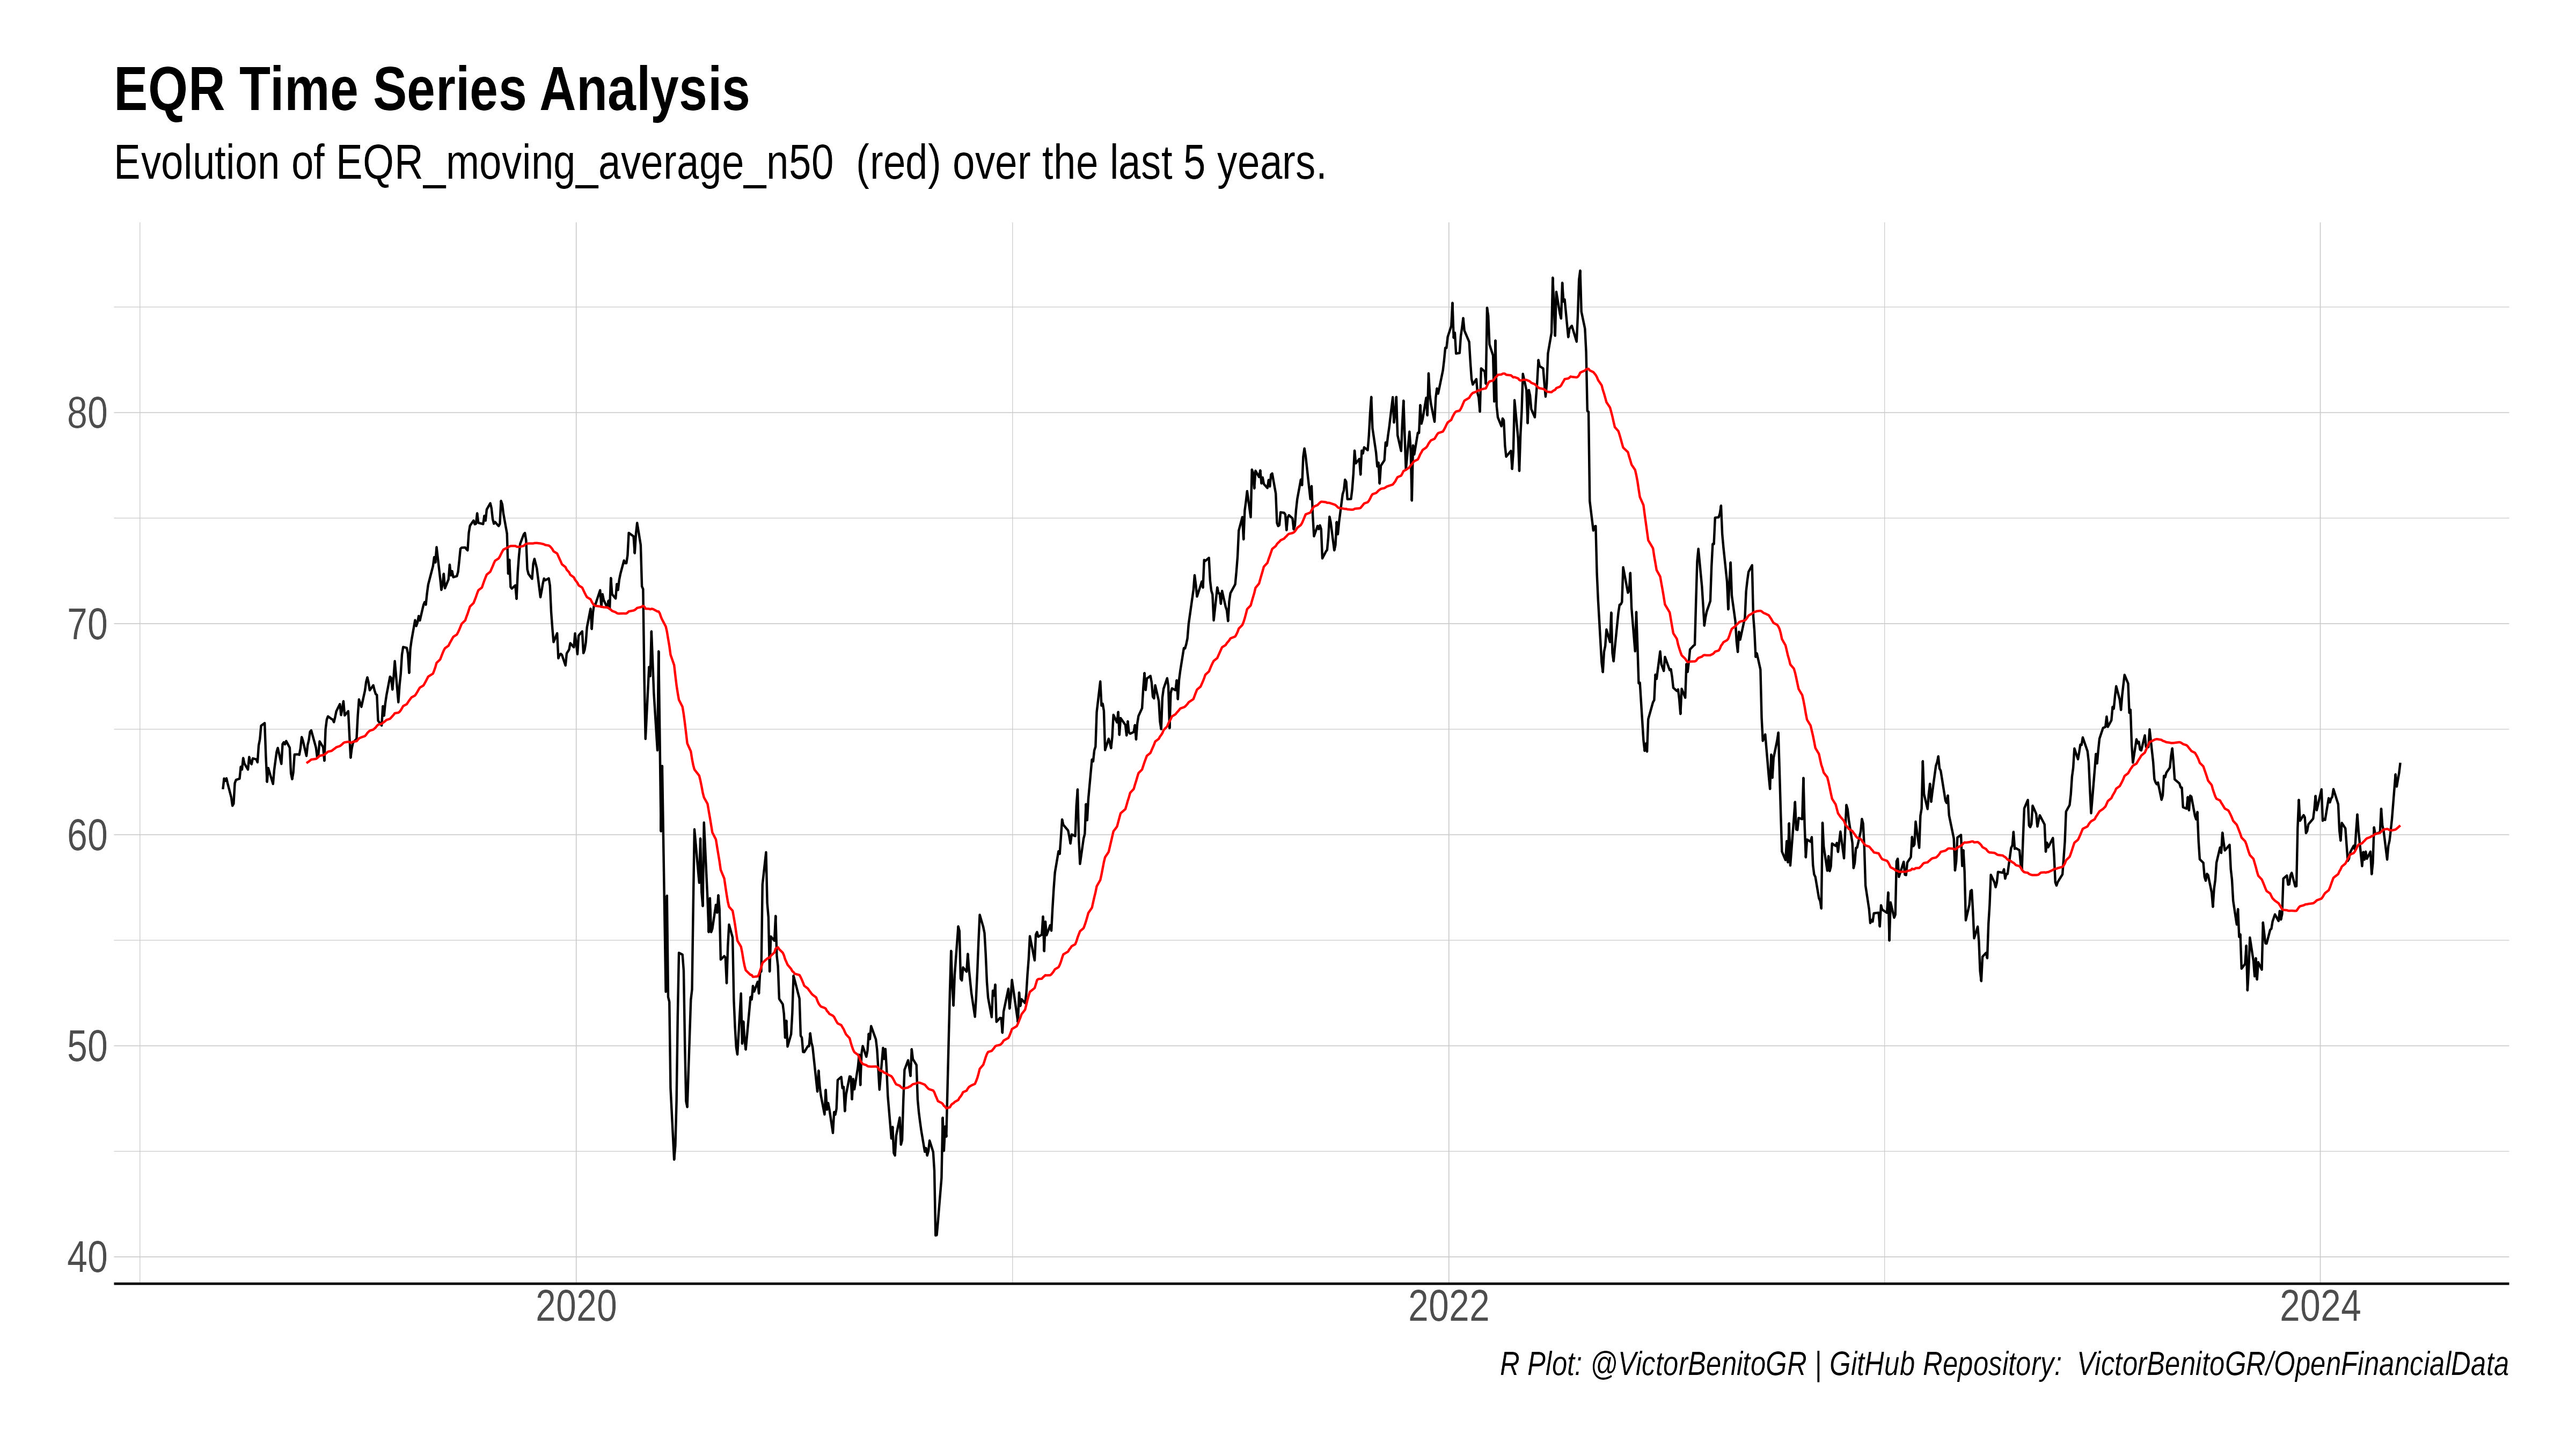 EQR Time Series Analysis
Evolution of EQR_moving_average_n50  (red) over the last 5 years.
80
70
60
50
40
2020 2022 2024
R Plot: @VictorBenitoGR | GitHub Repository:  VictorBenitoGR/OpenFinancialData